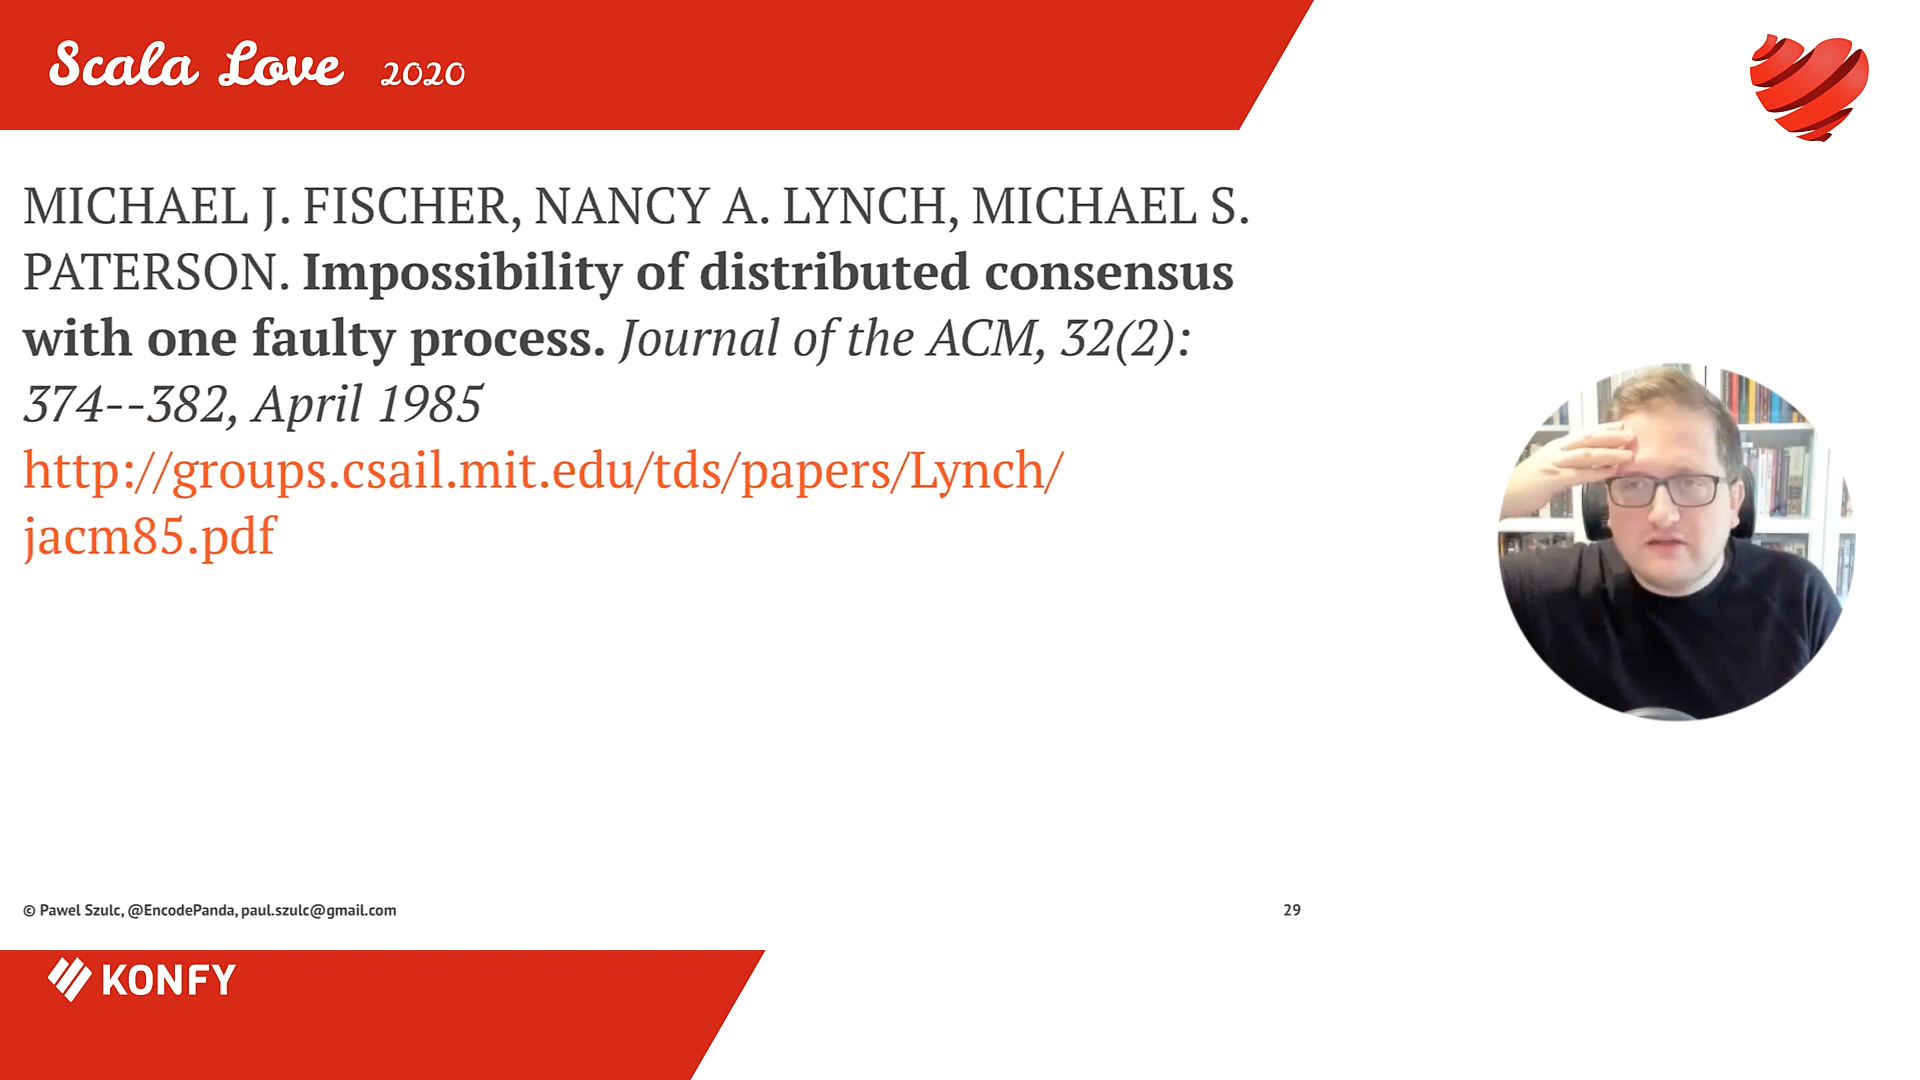 Scala Love 2020
MICHAEL J. FISCHER, NANCY A. LYNCH, MICHAEL S.
PATERSON. Impossibility of distributed consensus
with one faulty process. Journal of the ACM, 32(2):
374--382, April 1985
http://groups.csail.mit.edu/tds/papers/Lynch/
jacm85.pdf
© Pawel Szulc, @EncodePanda, paul.szulc@gmail.com
29
KONFY